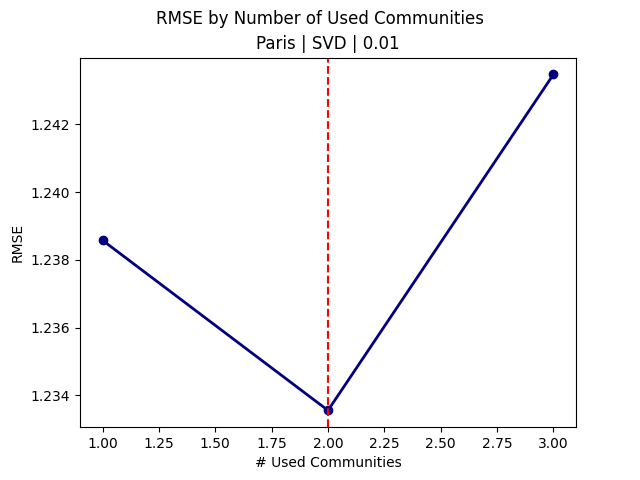 RMSE by Number of Used Communities
Paris | SVD | 0.01
RMSE
1.242
1.240
1.238
1.236
1.234
1.00 1.25 1.50 1.75 2.00 2.25 2.50 2.75 3.00
# Used Communities